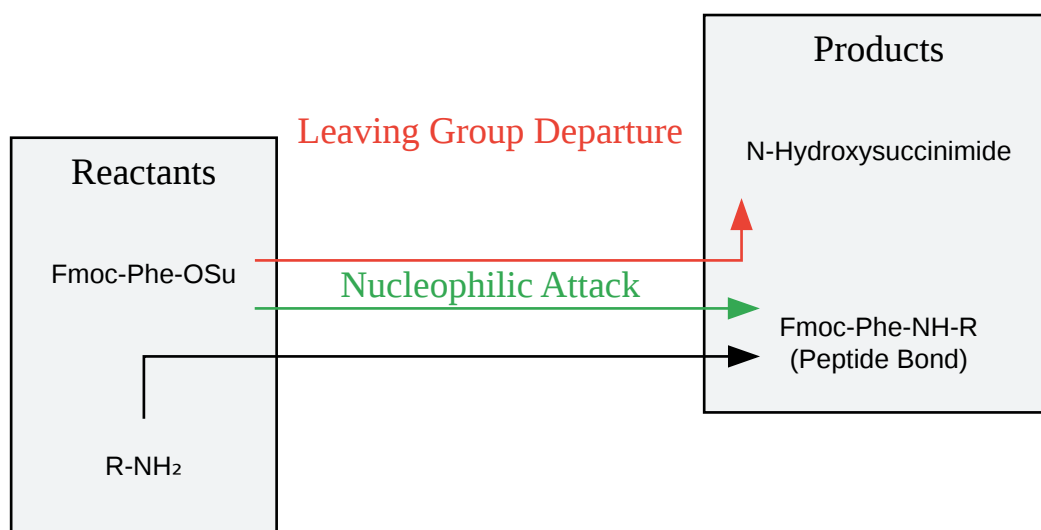 Reactants
Fmoc-Phe-OSu
R-NH₂
Leaving Group Departure
Nucleophilic Attack
Products
N-Hydroxysuccinimide
Fmoc-Phe-NH-R
(Peptide Bond)